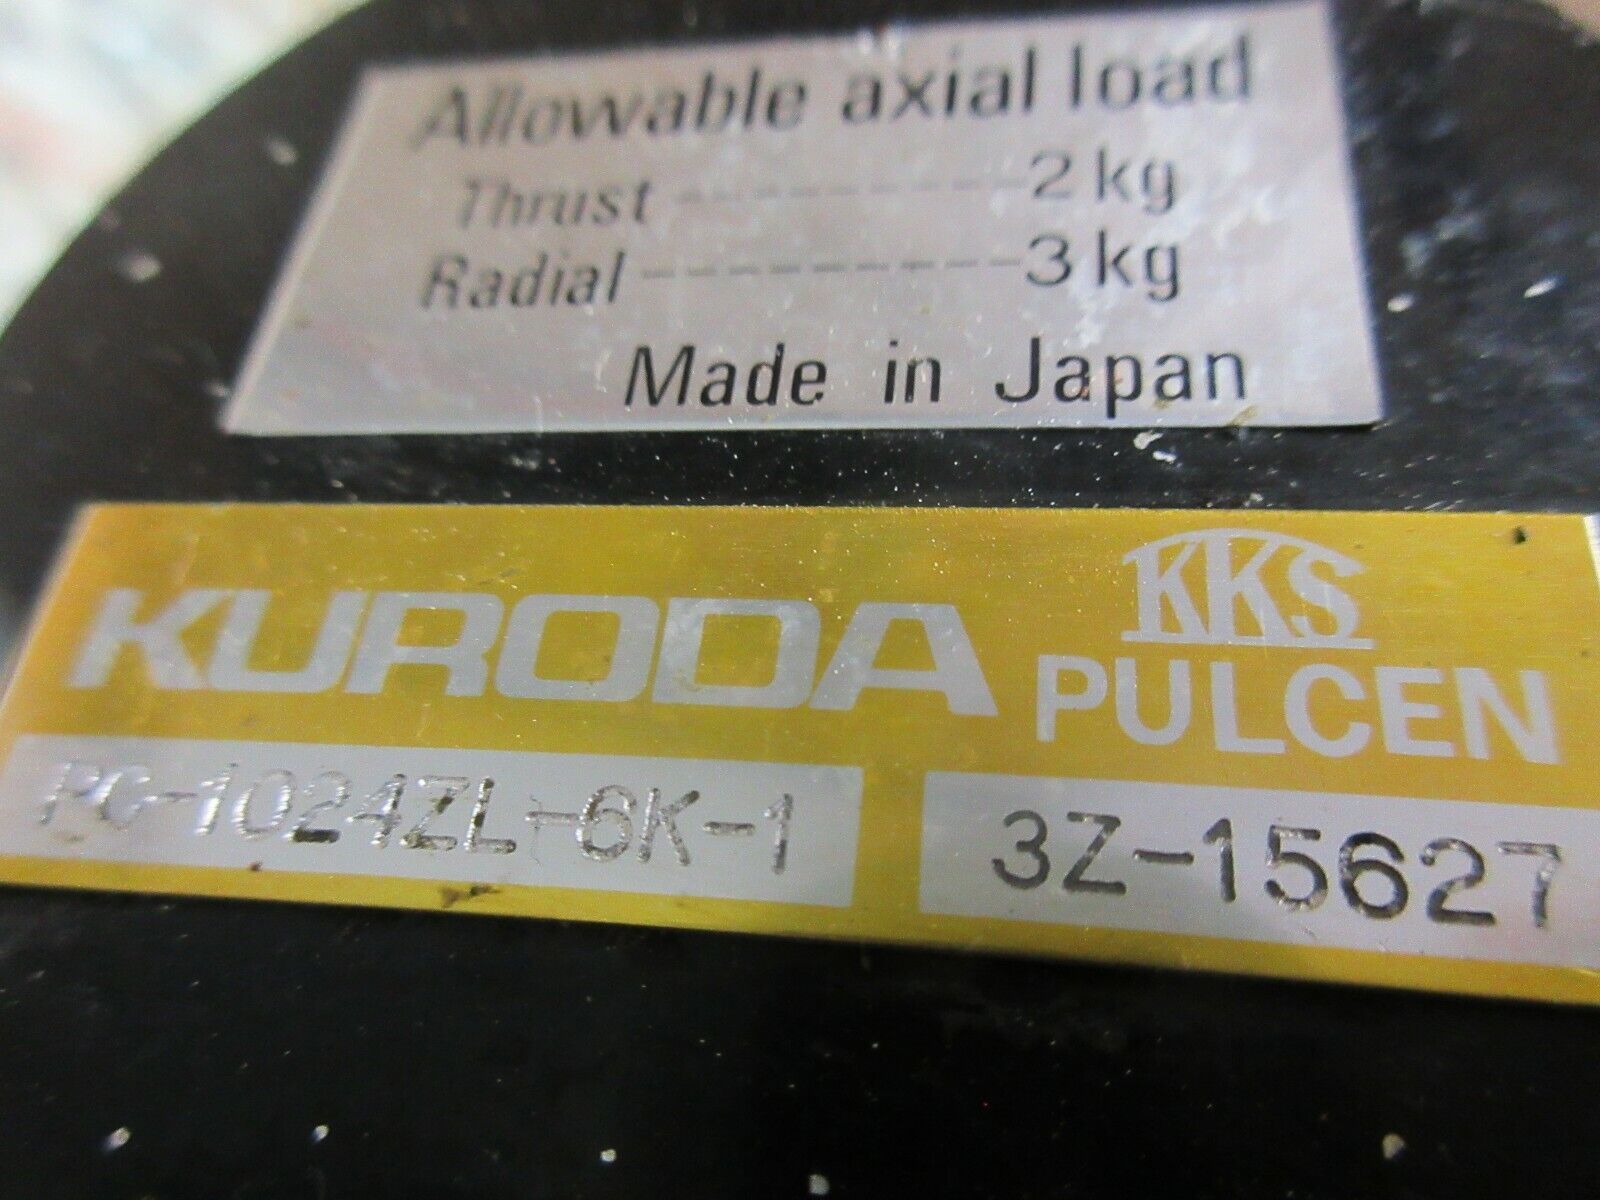 Allowable axial load
Thrust ---------- 2 kg
Radial ---------- 3 kg
Made in Japan
KURODA KKS PULCEN
PG-1024ZL-6K-1 3Z-15627